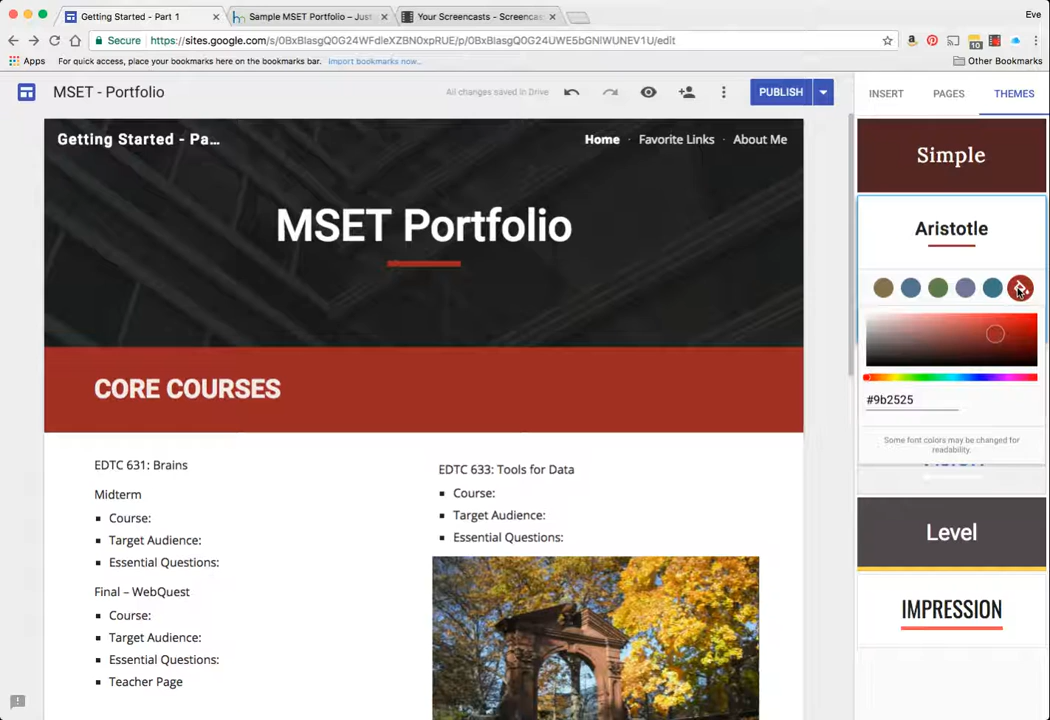 Getting Started - Part 1
Sample MSET Portfolio – Just
Your Screencasts - Screencas
Eve
Secure
https://sites.google.com/s/0BxBlasgQ0G24WFdleXZBN0xpRUE/p/0BxBlasgQ0G24UWE5bGNIWUNEV1U/edit
Apps
For quick access, place your bookmarks here on the bookmarks bar.
Import bookmarks now...
Other Bookmarks
MSET - Portfolio
All changes saved in Drive
PUBLISH
INSERT
PAGES
THEMES
Getting Started - Pa...
Home · Favorite Links · About Me
MSET Portfolio
CORE COURSES
EDTC 631: Brains
Midterm
▪ Course:
▪ Target Audience:
▪ Essential Questions:
Final – WebQuest
▪ Course:
▪ Target Audience:
▪ Essential Questions:
▪ Teacher Page
EDTC 633: Tools for Data
▪ Course:
▪ Target Audience:
▪ Essential Questions:
Simple
Aristotle
#9b2525
Some font colors may be changed for
readability.
Level
IMPRESSION